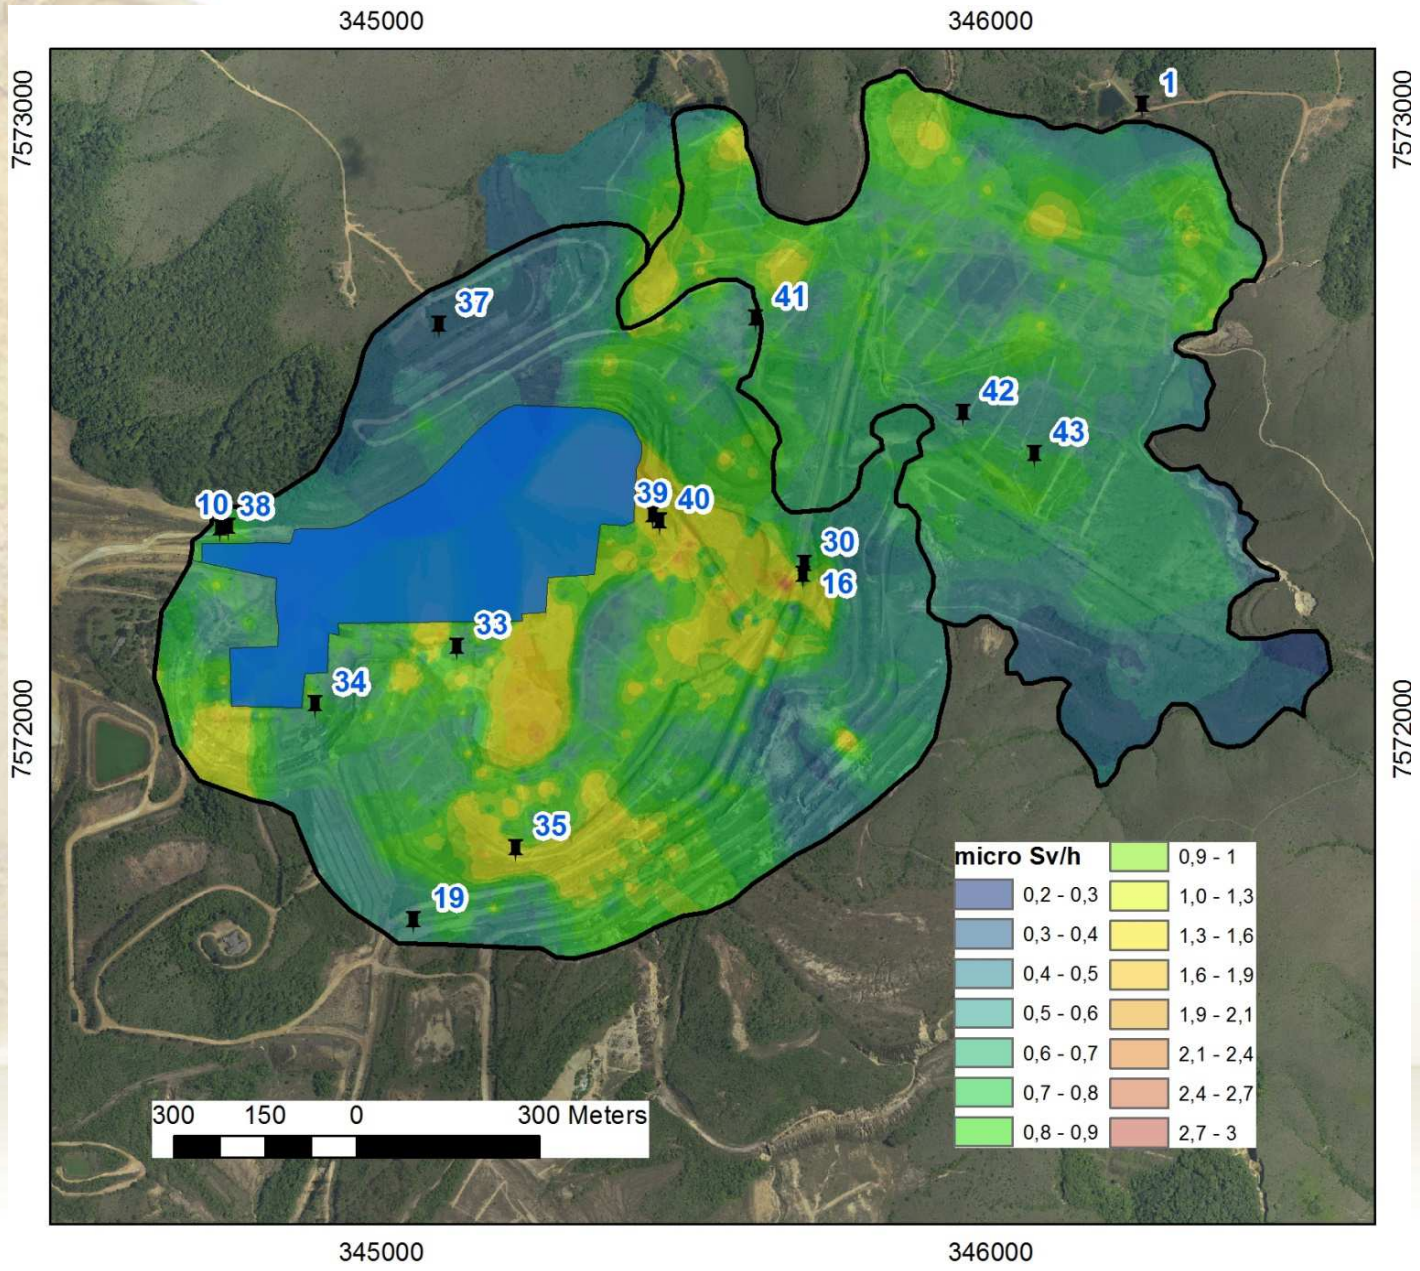 345000 346000
7573000 7573000
1
37
41
42
43
10 38
39 40
30
16
33
34
35
19
7572000 7572000
micro Sv/h
0,2 - 0,3
0,3 - 0,4
0,4 - 0,5
0,5 - 0,6
0,6 - 0,7
0,7 - 0,8
0,8 - 0,9
0,9 - 1
1,0 - 1,3
1,3 - 1,6
1,6 - 1,9
1,9 - 2,1
2,1 - 2,4
2,4 - 2,7
2,7 - 3
300 150 0 300 Meters
345000 346000